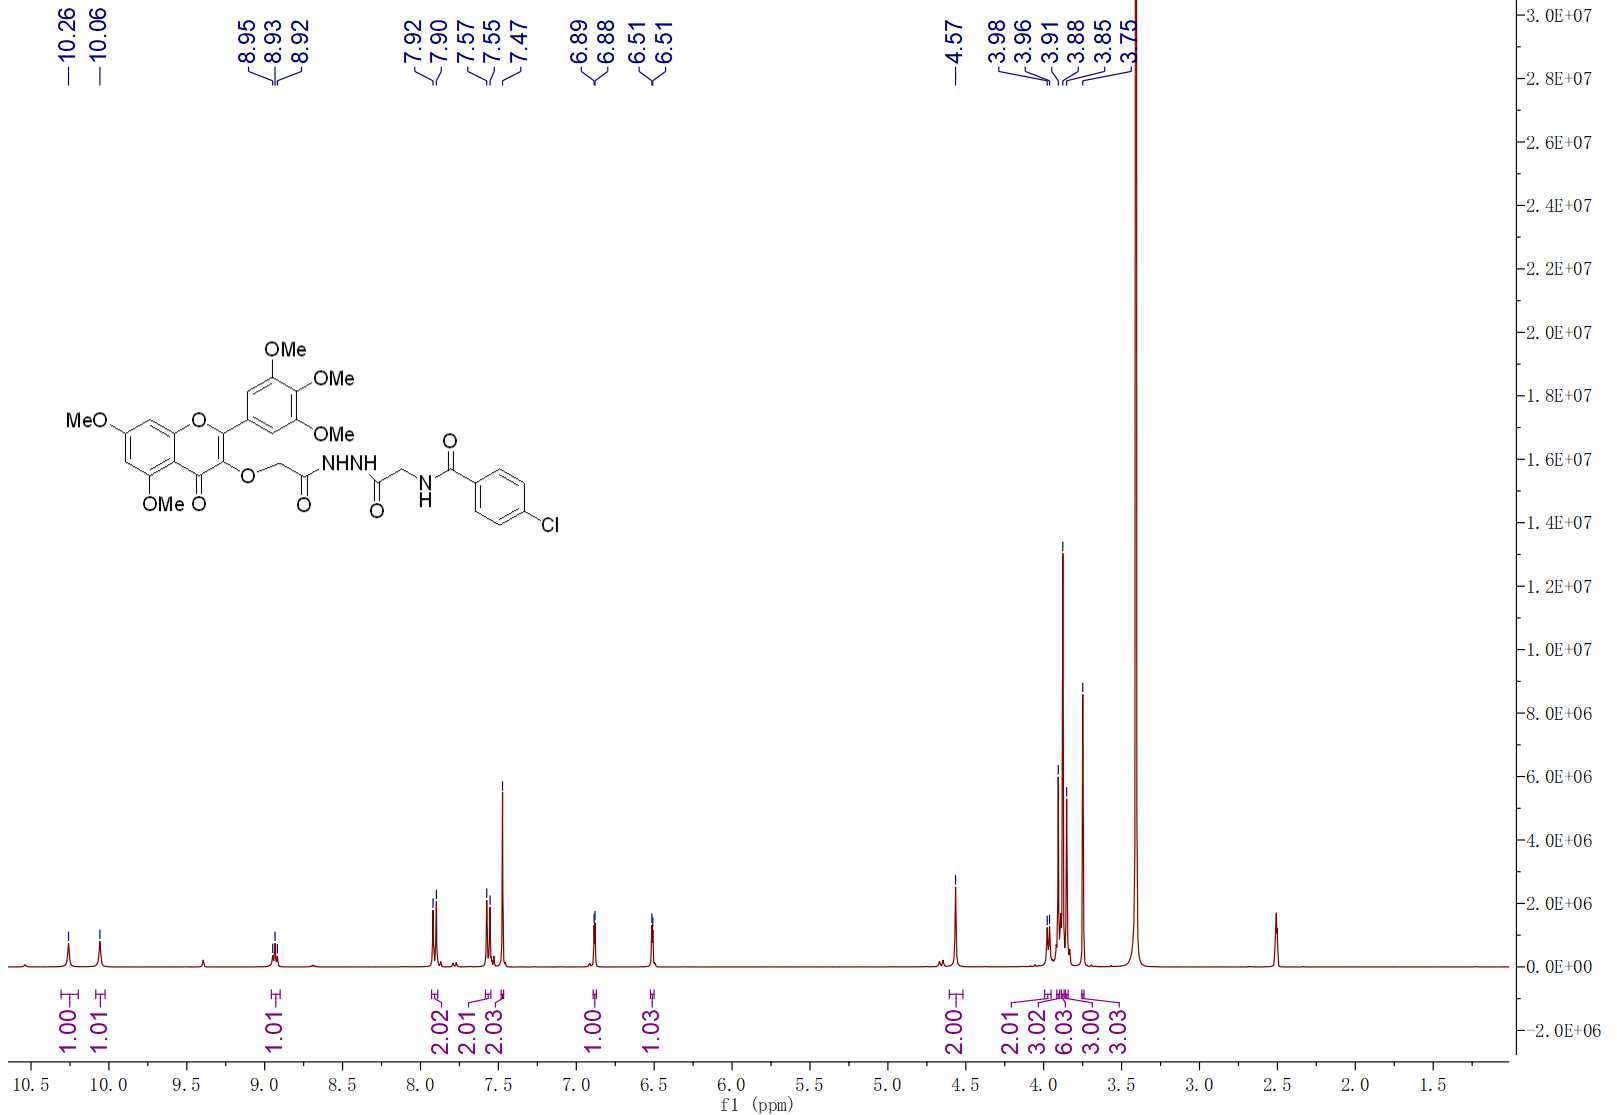 10.26
10.06
8.95
8.93
8.92
7.92
7.90
7.57
7.55
7.47
6.89
6.88
6.51
6.51
4.57
3.98
3.96
3.91
3.88
3.85
3.75
3.0E+07
2.8E+07
2.6E+07
2.4E+07
2.2E+07
2.0E+07
1.8E+07
1.6E+07
1.4E+07
1.2E+07
1.0E+07
8.0E+06
6.0E+06
4.0E+06
2.0E+06
0.0E+00
-2.0E+06
OMe
OMe
MeO
O
OMe
O
NHNH
O
N
H
OMe
O
O
O
Cl
1.00
1.01
1.01
2.02
2.01
2.03
1.00
1.03
2.00
2.01
3.02
6.03
3.00
3.03
10.5 10.0 9.5 9.0 8.5 8.0 7.5 7.0 6.5 6.0 5.5 5.0 4.5 4.0 3.5 3.0 2.5 2.0 1.5
f1 (ppm)